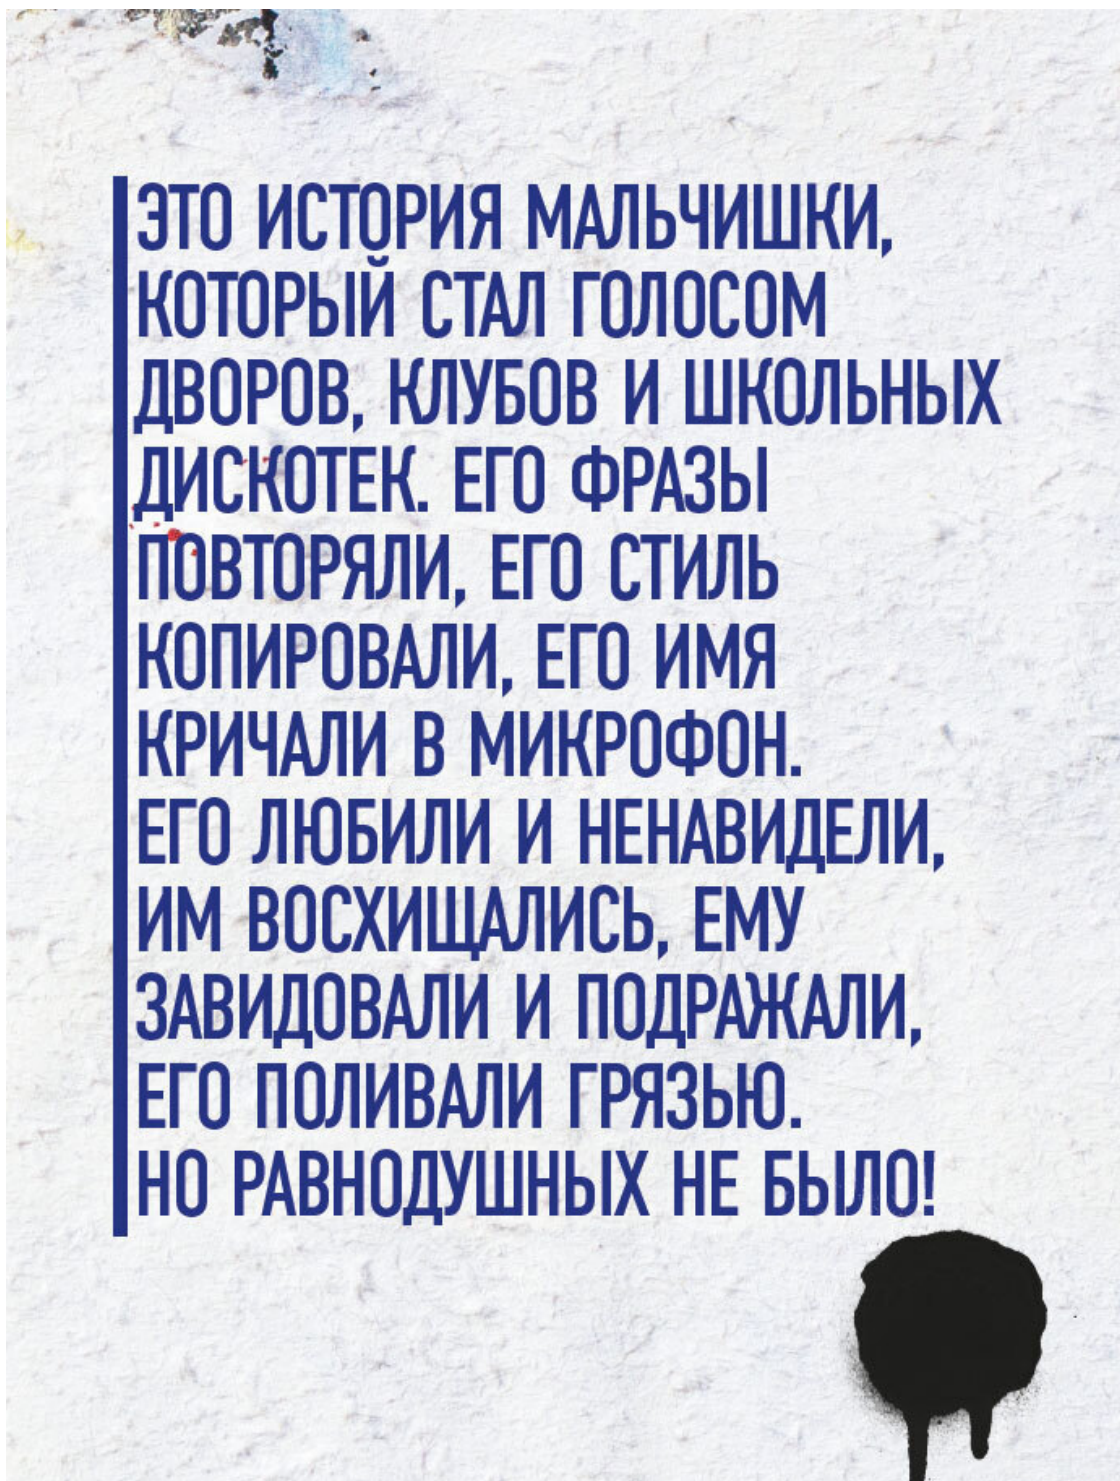 ЭТО ИСТОРИЯ МАЛЬЧИШКИ,
КОТОРЫЙ СТАЛ ГОЛОСОМ
ДВОРОВ, КЛУБОВ И ШКОЛЬНЫХ
ДИСКОТЕК. ЕГО ФРАЗЫ
ПОВТОРЯЛИ, ЕГО СТИЛЬ
КОПИРОВАЛИ, ЕГО ИМЯ
КРИЧАЛИ В МИКРОФОН.
ЕГО ЛЮБИЛИ И НЕНАВИДЕЛИ,
ИМ ВОСХИЩАЛИСЬ, ЕМУ
ЗАВИДОВАЛИ И ПОДРАЖАЛИ,
ЕГО ПОЛИВАЛИ ГРЯЗЬЮ.
НО РАВНОДУШНЫХ НЕ БЫЛО!